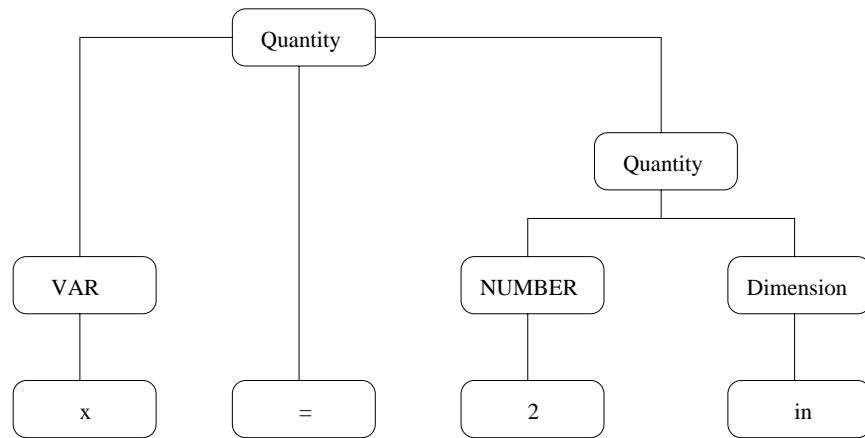 Quantity
Quantity
VAR
NUMBER
Dimension
x
=
2
in